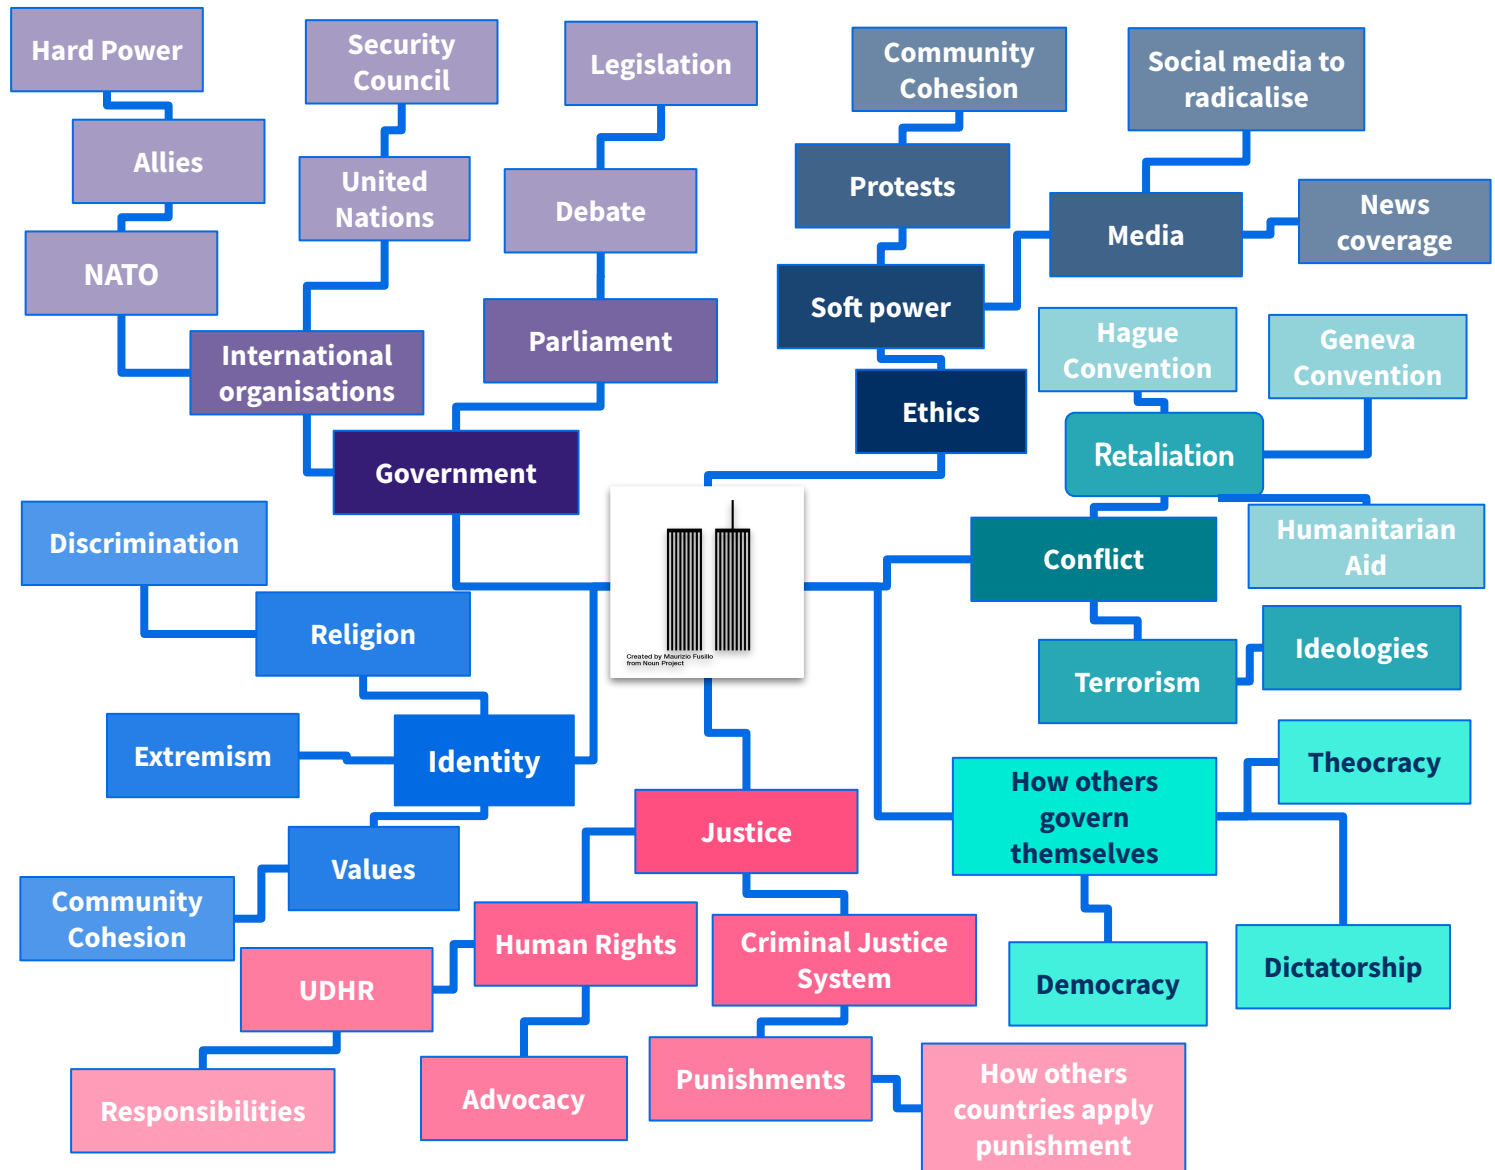 Hard Power
Security
Council
Legislation
Community
Cohesion
Social media to
radicalise
Allies
United
Nations
Debate
Protests
Media
News
coverage
NATO
International
organisations
Parliament
Soft power
Hague
Convention
Geneva
Convention
Ethics
Retaliation
Government
Discrimination
Conflict
Humanitarian
Aid
Religion
Created by Maurizio Fusillo
from Noun Project
Terrorism
Ideologies
Extremism
Identity
Justice
How others
govern
themselves
Theocracy
Values
Community
Cohesion
Human Rights
Criminal Justice
System
Democracy
Dictatorship
UDHR
Responsibilities
Advocacy
Punishments
How others
countries apply
punishment